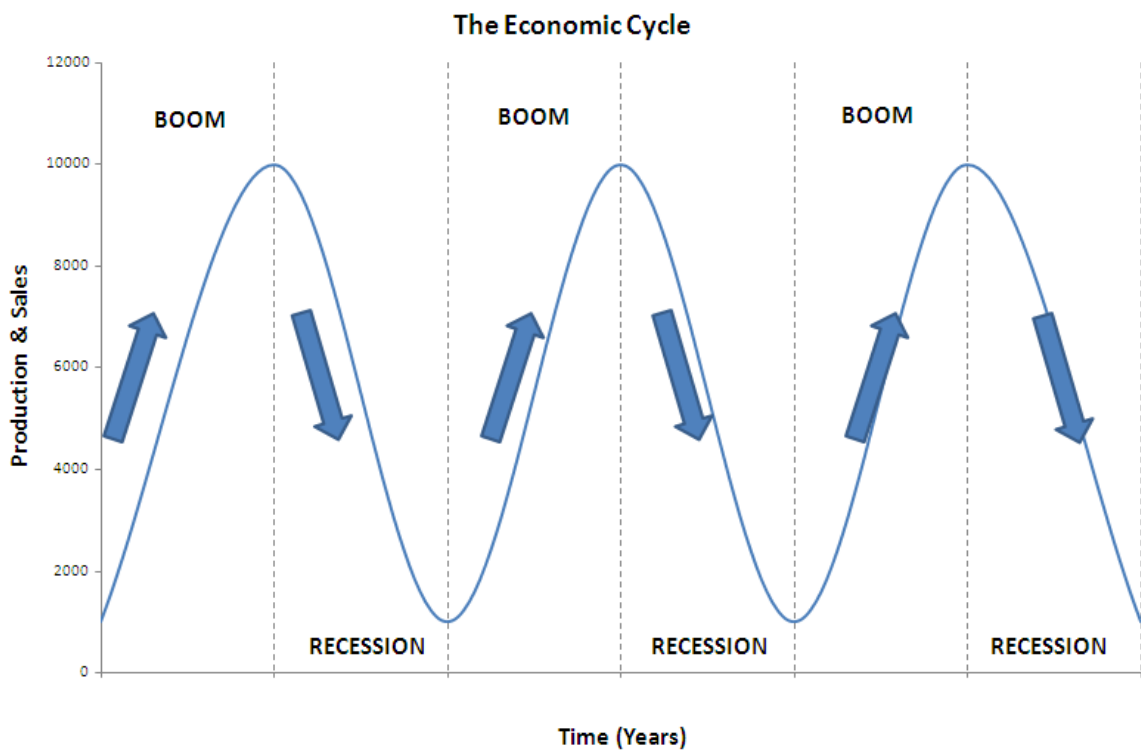 The Economic Cycle
12000
BOOM
BOOM
BOOM
10000
8000
Production & Sales
6000
4000
2000
RECESSION
RECESSION
RECESSION
0
Time (Years)